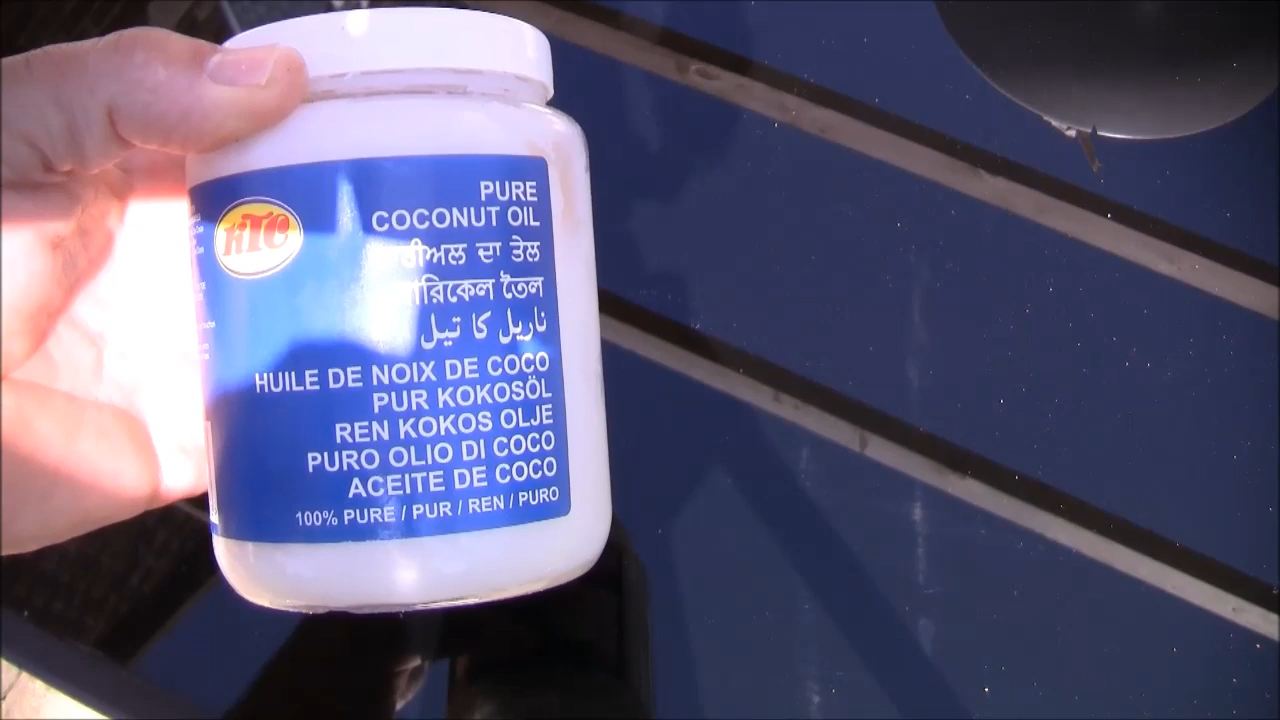 KTC
PURE
COCONUT OIL
ਦਾ ਤੇਲ
তৈল
ناریل کا تیل
HUILE DE NOIX DE COCO
PUR KOKOSÖL
REN KOKOS OLJE
PURO OLIO DI COCO
ACEITE DE COCO
100% PURE / PUR / REN / PURO